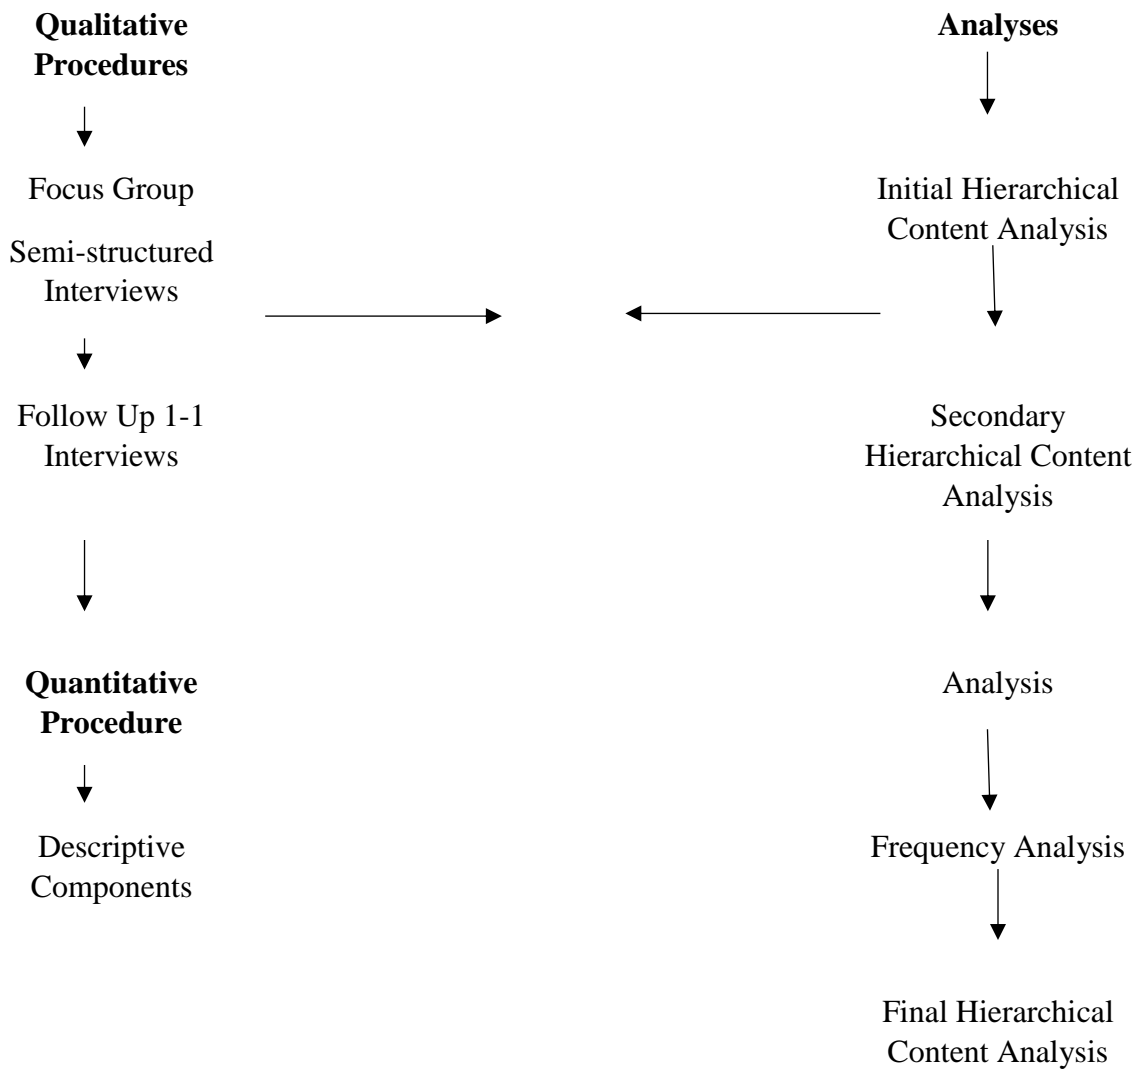 Qualitative
Procedures
Focus Group
Semi-structured
Interviews
Follow Up 1-1
Interviews
Quantitative
Procedure
Descriptive
Components
Analyses
Initial Hierarchical
Content Analysis
Secondary
Hierarchical Content
Analysis
Analysis
Frequency Analysis
Final Hierarchical
Content Analysis